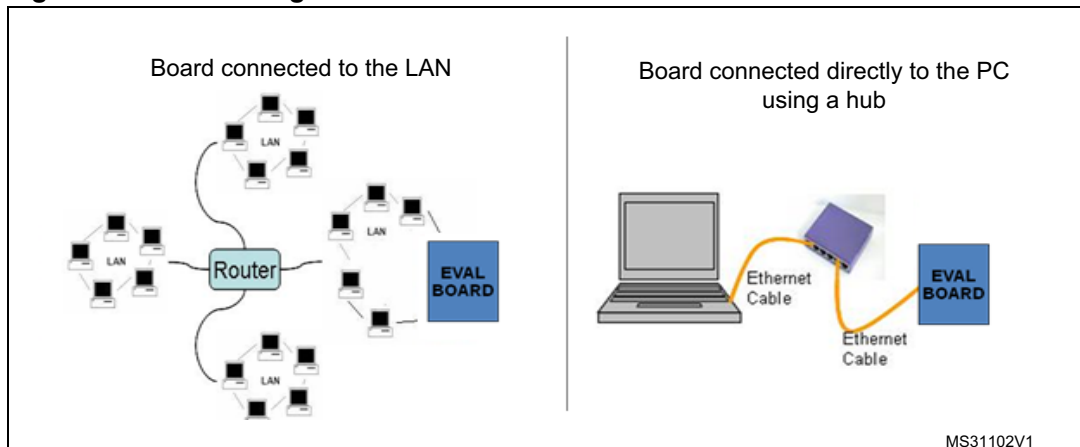 Board connected to the LAN
LAN
LAN
LAN
Router
EVAL
BOARD
LAN
Board connected directly to the PC
using a hub
Ethernet
Cable
EVAL
BOARD
Ethernet
Cable
MS31102V1